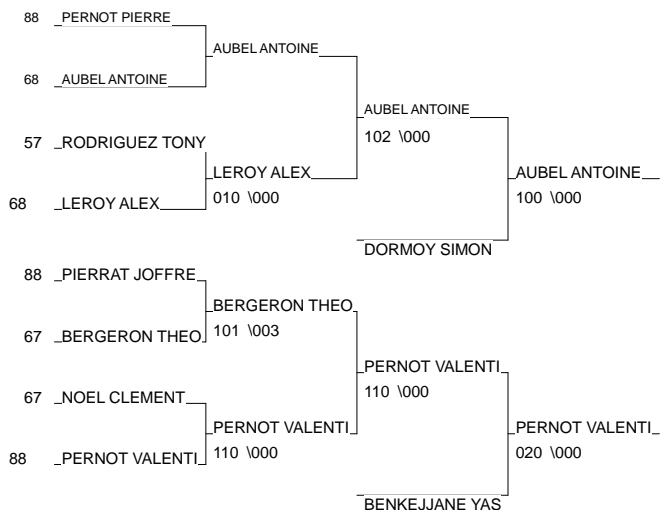 88 PERNOT PIERRE
AUBEL ANTOINE
68 AUBEL ANTOINE
AUBEL ANTOINE
102 \000
57 RODRIGUEZ TONY
LEROY ALEX
010 \000
AUBEL ANTOINE
100 \000
68 LEROY ALEX
DORMOY SIMON
88 PIERRAT JOFFRE
BERGERON THEO
101 \003
67 BERGERON THEO
PERNOT VALENTI
110 \000
67 NOEL CLEMENT
PERNOT VALENTI
110 \000
PERNOT VALENTI
020 \000
88 PERNOT VALENTI
BENKEJJANE YAS